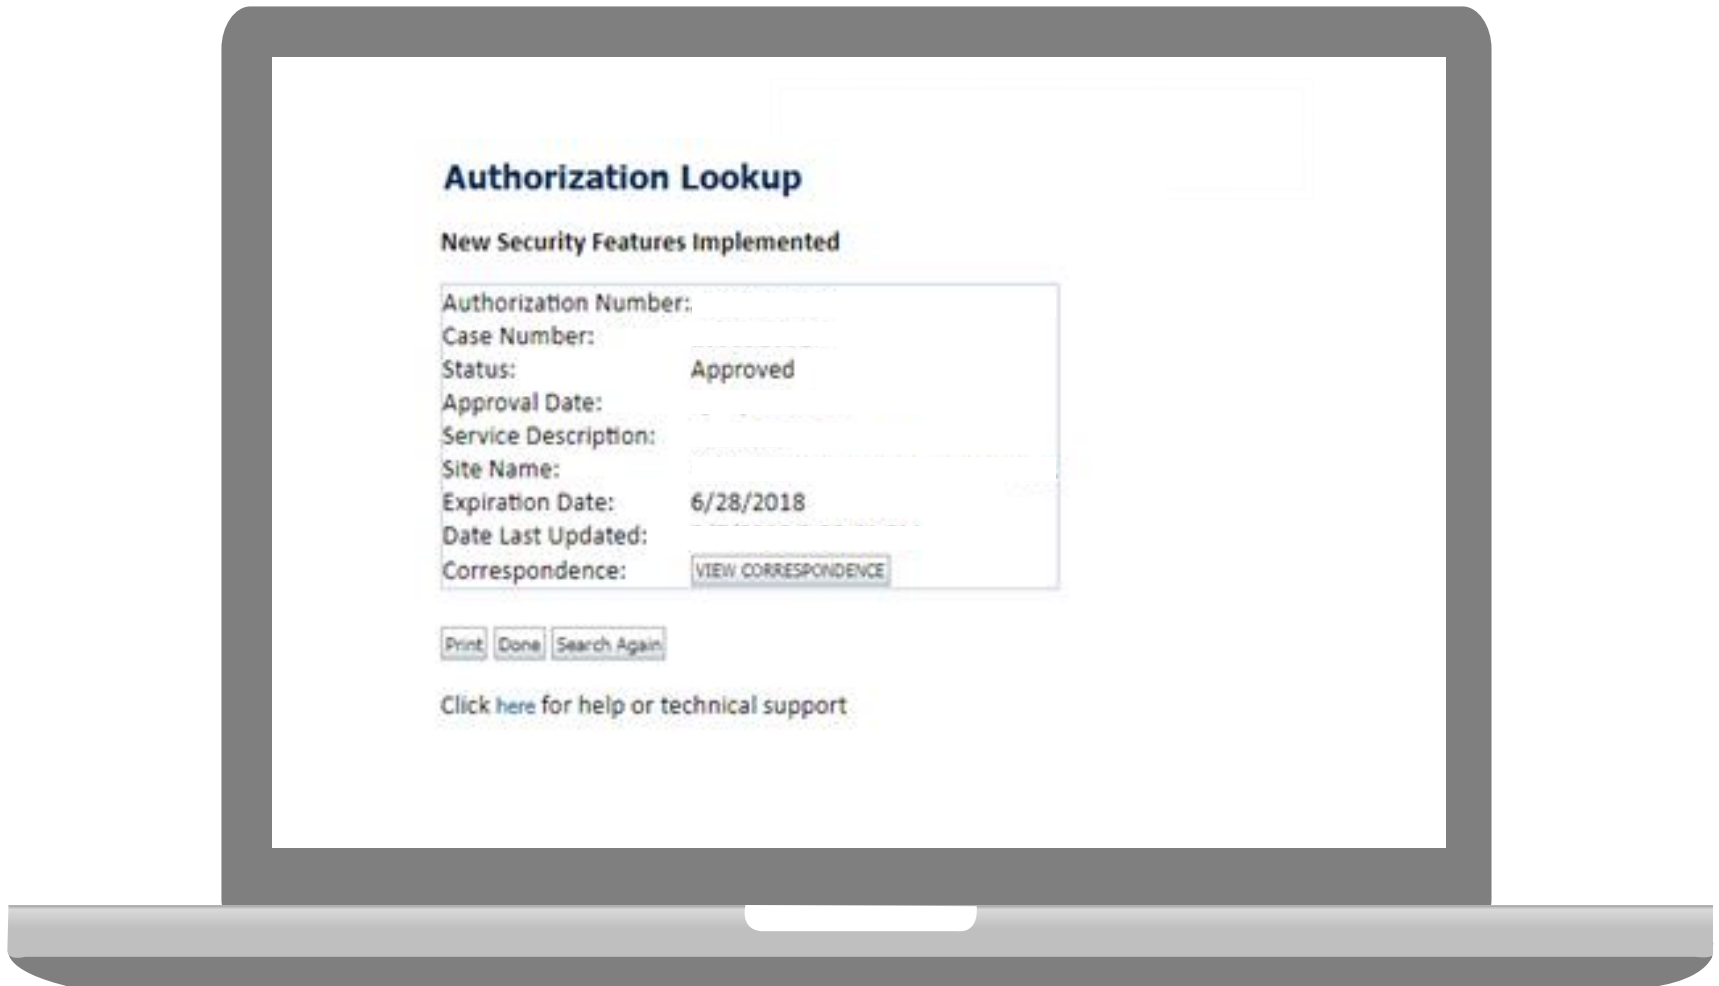 Authorization Lookup
New Security Features Implemented
Authorization Number:
Case Number:
Status: Approved
Approval Date:
Service Description:
Site Name:
Expiration Date: 6/28/2018
Date Last Updated:
Correspondence: VIEW CORRESPONDENCE
Print Done Search Again
Click here for help or technical support